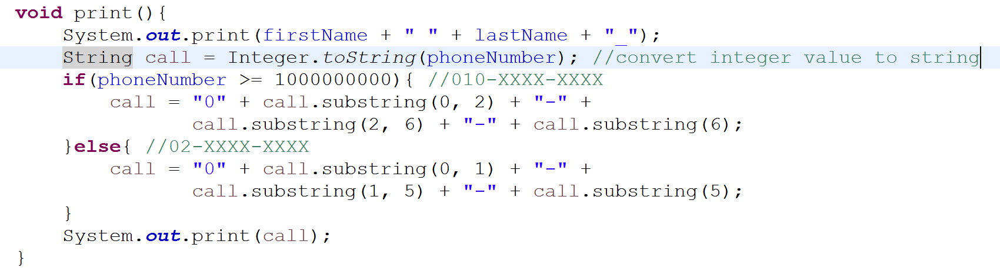 void print(){
    System.out.print(firstName + " " + lastName + "_");
    String call = Integer.toString(phoneNumber); //convert integer value to string
    if(phoneNumber >= 1000000000){ //010-XXXX-XXXX
        call = "0" + call.substring(0, 2) + "-" +
               call.substring(2, 6) + "-" + call.substring(6);
    }else{ //02-XXXX-XXXX
        call = "0" + call.substring(0, 1) + "-" +
               call.substring(1, 5) + "-" + call.substring(5);
    }
    System.out.print(call);
}